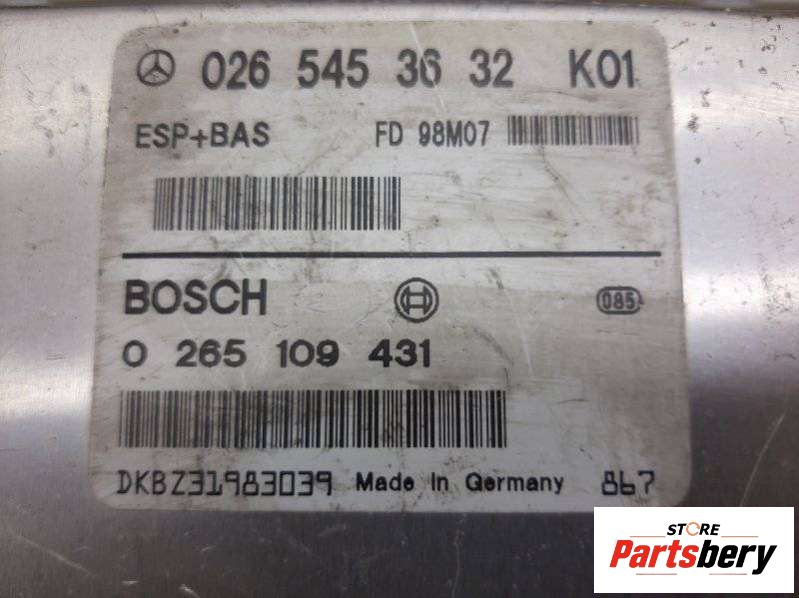 026 545 36 32 K01
ESP+BAS FD 98M07
BOSCH 085
0 265 109 431
DKBZ31983039 Made In Germany 867
STORE
Partsbery